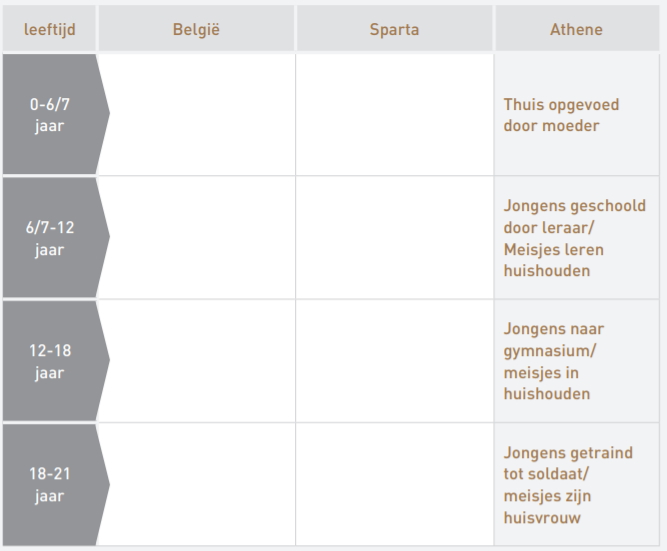 leeftijd België Sparta Athene
0-6/7
jaar
Thuis opgevoed
door moeder
6/7-12
jaar
Jongens geschoold
door leraar/
Meisjes leren
huishouden
12-18
jaar
Jongens naar
gymnasium/
meisjes in
huishouden
18-21
jaar
Jongens getraind
tot soldaat/
meisjes zijn
huisvrouw